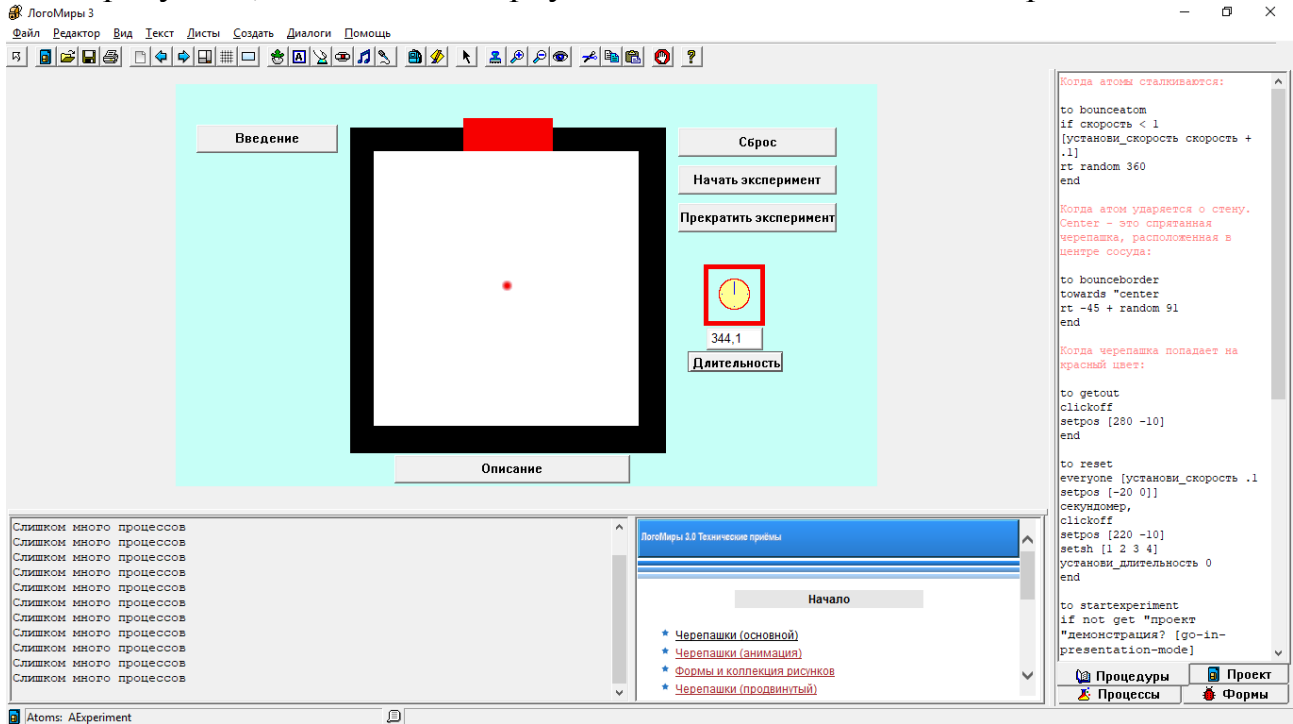 ЛогоМиры 3
Файл Редактор Вид Текст Листы Создать Диалоги Помощь
Введение
Сброс
Начать эксперимент
Прекратить эксперимент
344,1
Длительность
Описание
Когда атомы сталкиваются:
to bounceatom
if скорость < 1
[установи_скорость скорость +
.1]
rt random 360
end
Когда атом ударяется о стену.
Center - это спрятанная
черепашка, расположенная в
центре сосуда:
to bounceborder
towards "center
rt -45 + random 91
end
Когда черепашка попадает на
красный цвет:
to getout
clickoff
setpos [280 -10]
end
to reset
everyone [установи_скорость .1
setpos [-20 0]]
секундомер,
clickoff
setpos [220 -10]
setsh [1 2 3 4]
установи_длительность 0
end
to startexperiment
if not get "проект
"демонстрация? [go-in-
presentation-mode]
Процедуры
Проект
Процессы
Формы
Слишком много процессов
Слишком много процессов
Слишком много процессов
Слишком много процессов
Слишком много процессов
Слишком много процессов
Слишком много процессов
Слишком много процессов
Слишком много процессов
Слишком много процессов
Слишком много процессов
ЛогоМиры 3.0 Технические приёмы
Начало
Черепашки (основной)
Черепашки (анимация)
Формы и коллекция рисунков
Черепашки (продвинутый)
Atoms: AExperiment